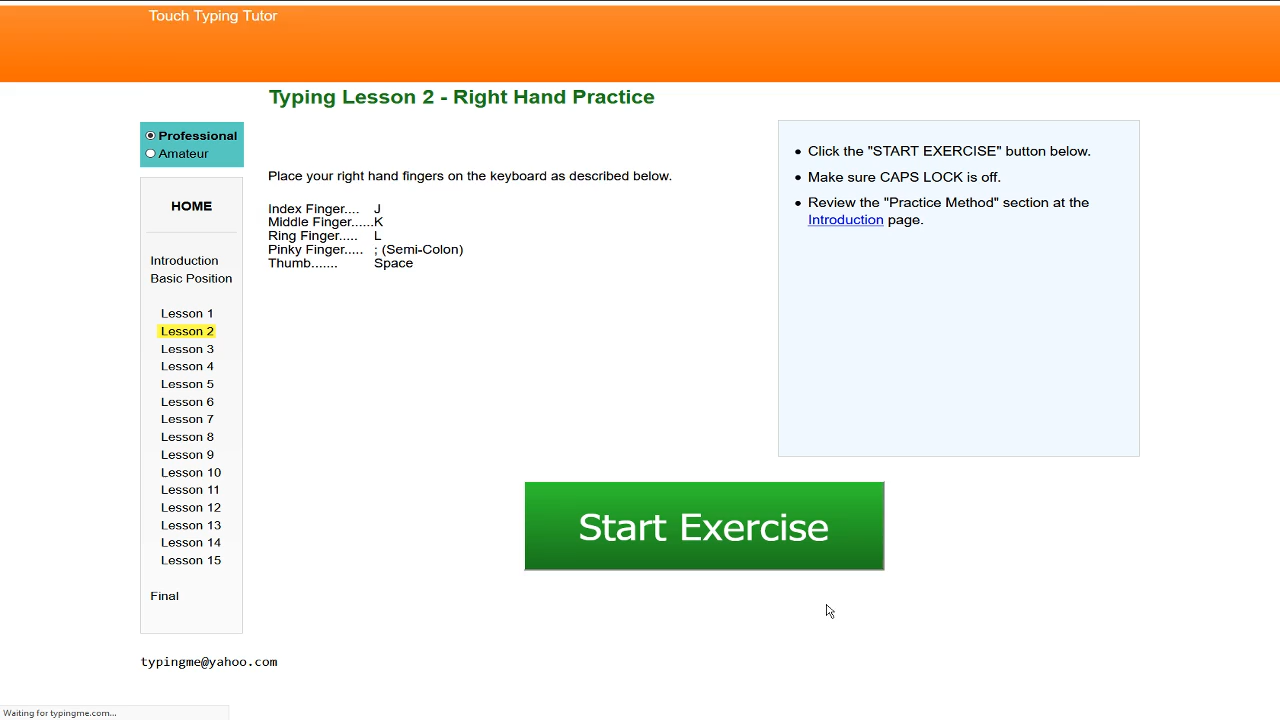 Touch Typing Tutor
Typing Lesson 2 - Right Hand Practice
Professional
Amateur
HOME
Introduction
Basic Position
Lesson 1
Lesson 2
Lesson 3
Lesson 4
Lesson 5
Lesson 6
Lesson 7
Lesson 8
Lesson 9
Lesson 10
Lesson 11
Lesson 12
Lesson 13
Lesson 14
Lesson 15
Final
typingme@yahoo.com
Place your right hand fingers on the keyboard as described below.
Index Finger.... J
Middle Finger......K
Ring Finger..... L
Pinky Finger..... ; (Semi-Colon)
Thumb....... Space
Click the "START EXERCISE" button below.
Make sure CAPS LOCK is off.
Review the "Practice Method" section at the
Introduction page.
Start Exercise
Waiting for typingme.com...